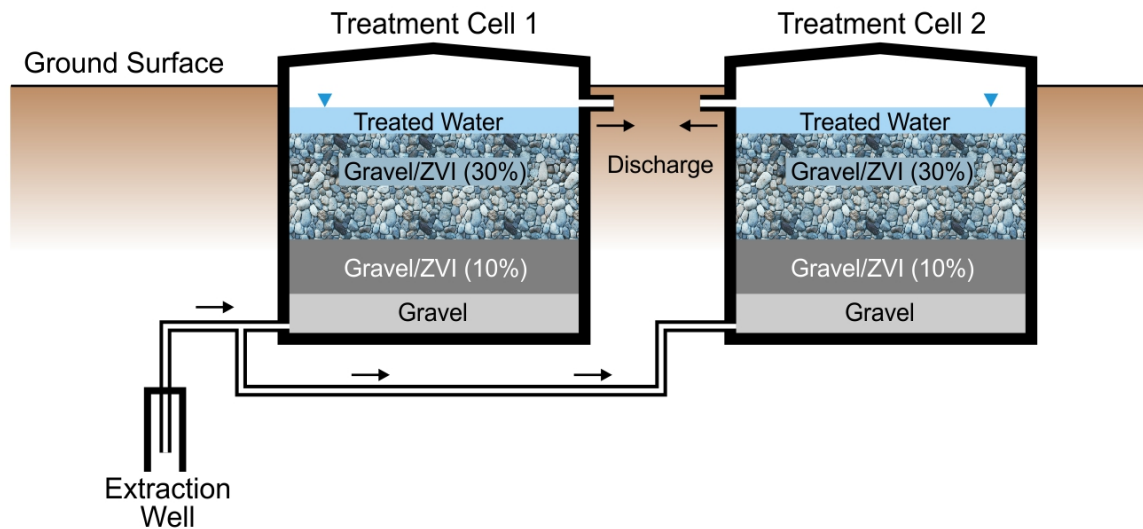 Treatment Cell 1
Treatment Cell 2
Ground Surface
Treated Water
Treated Water
Discharge
Gravel/ZVI (30%)
Gravel/ZVI (30%)
Gravel/ZVI (10%)
Gravel/ZVI (10%)
Gravel
Gravel
Extraction
Well